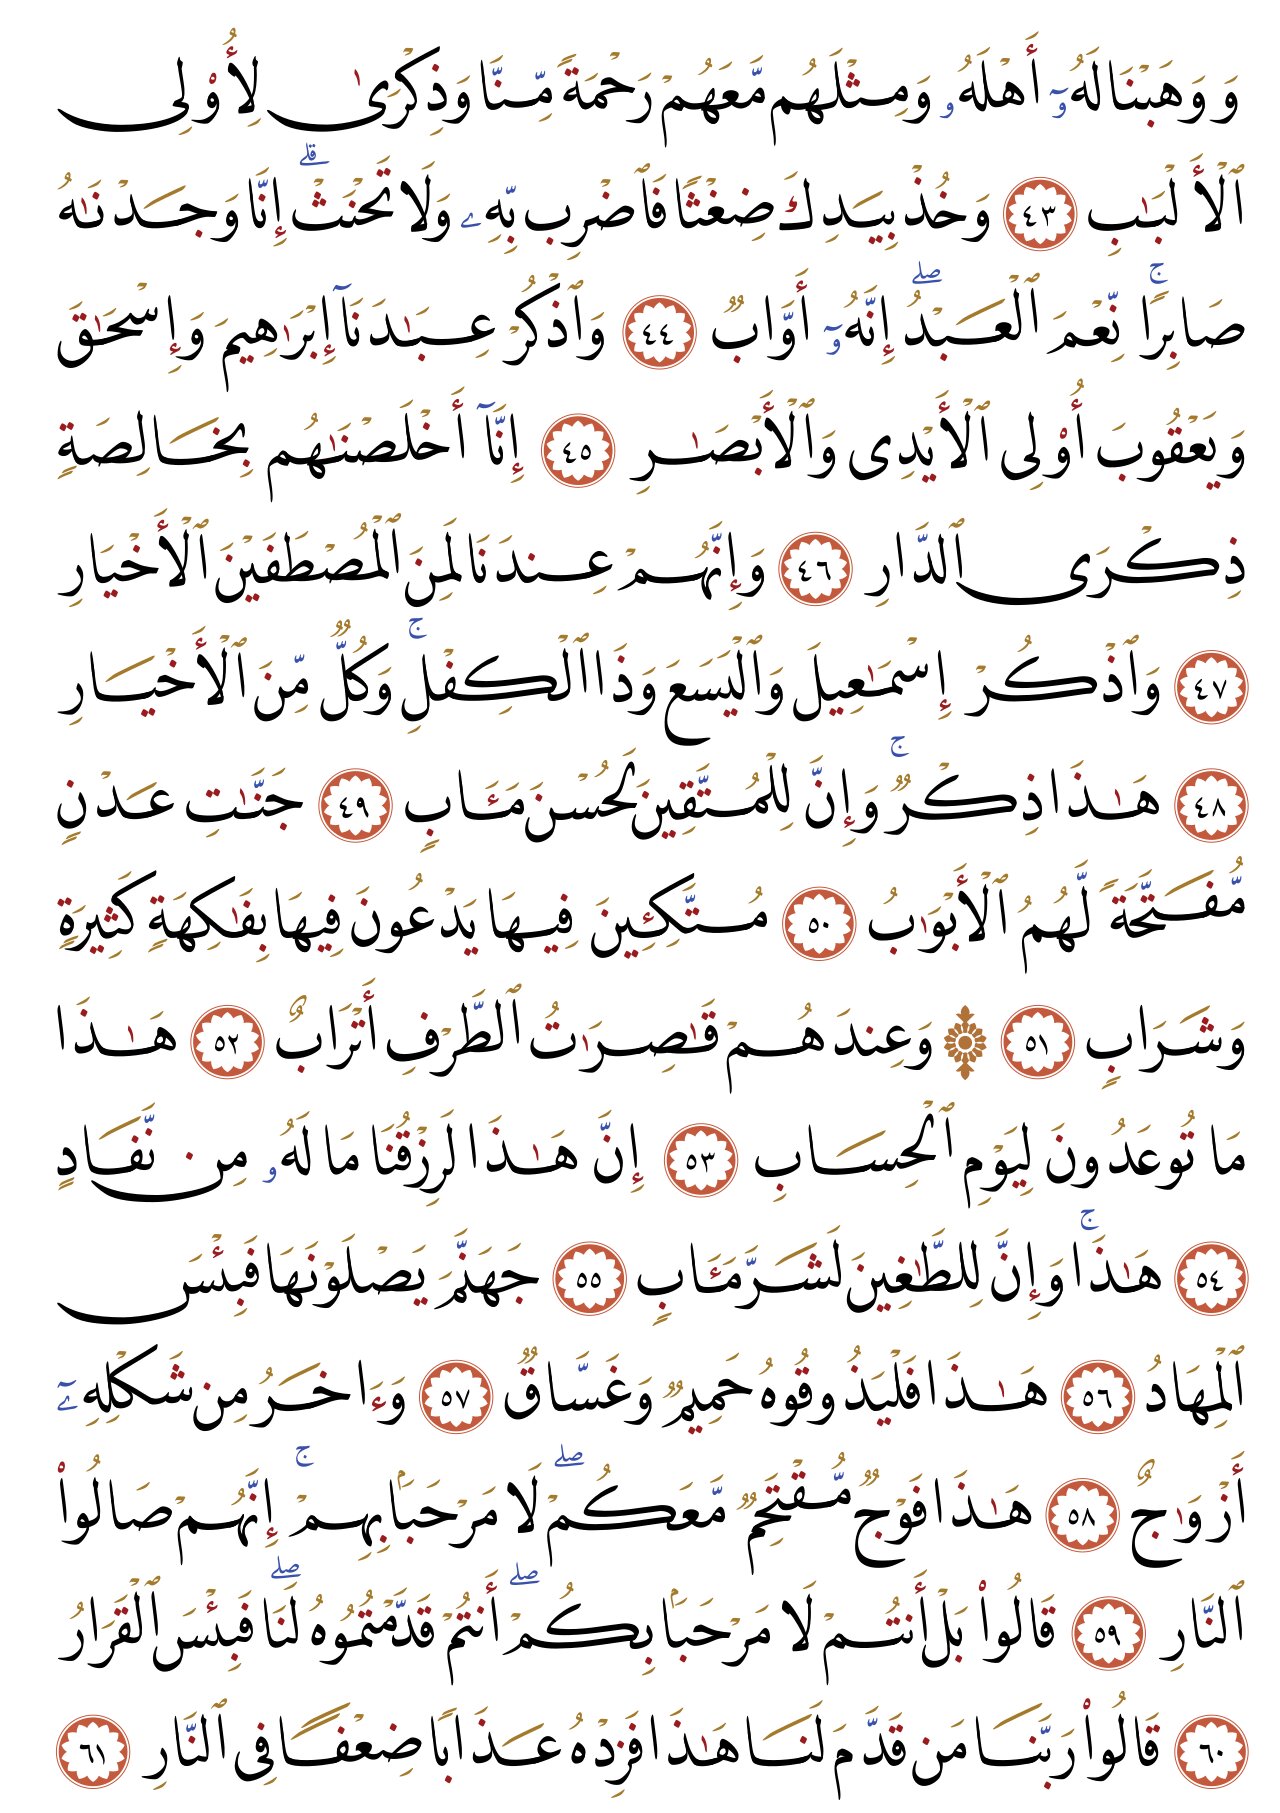 وَ وَهَبْنَا لَهُۥٓ أَهْلَهُۥ وَمِثْلَهُم مَّعَهُمْ رَحْمَةً مِّنَّا وَذِكْرَىٰ لِأُوْلِى
ٱلْأَلْبَـٰبِ ٤٣ وَخُذْ بِيَدِكَ ضِغْثًا فَٱضْرِب بِّهِۦ وَلَا تَحْنَثْ ۗ إِنَّا وَجَدْنَـٰهُ
صَابِرًا ۚ نِّعْمَ ٱلْعَبْدُ ۖ إِنَّهُۥٓ أَوَّابٌ ٤٤ وَٱذْكُرْ عِبَـٰدَنَآ إِبْرَٰهِيمَ وَإِسْحَـٰقَ
وَيَعْقُوبَ أُوْلِى ٱلْأَيْدِى وَٱلْأَبْصَـٰرِ ٤٥ إِنَّآ أَخْلَصْنَـٰهُم بِخَالِصَةٍ
ذِكْرَى ٱلدَّارِ ٤٦ وَإِنَّهُمْ عِندَنَا لَمِنَ ٱلْمُصْطَفَيْنَ ٱلْأَخْيَارِ
٤٧ وَٱذْكُرْ إِسْمَـٰعِيلَ وَٱلْيَسَعَ وَذَا ٱلْكِفْلِ ۚ وَكُلٌّ مِّنَ ٱلْأَخْيَارِ
٤٨ هَـٰذَا ذِكْرٌ ۚ وَإِنَّ لِلْمُتَّقِينَ لَحُسْنَ مَـَٔابٍ ٤٩ جَنَّـٰتِ عَدْنٍ
مُّفَتَّحَةً لَّهُمُ ٱلْأَبْوَٰبُ ٥٠ مُتَّكِـِٔينَ فِيهَا يَدْعُونَ فِيهَا بِفَـٰكِهَةٍ كَثِيرَةٍ
وَشَرَابٍ ٥١ ۞ وَعِندَهُمْ قَـٰصِرَٰتُ ٱلطَّرْفِ أَتْرَابٌ ٥٢ هَـٰذَا
مَا تُوعَدُونَ لِيَوْمِ ٱلْحِسَابِ ٥٣ إِنَّ هَـٰذَا لَرِزْقُنَا مَا لَهُۥ مِن نَّفَادٍ
٥٤ هَـٰذَا ۚ وَإِنَّ لِلطَّـٰغِينَ لَشَرَّ مَـَٔابٍ ٥٥ جَهَنَّمَ يَصْلَوْنَهَا فَبِئْسَ
ٱلْمِهَادُ ٥٦ هَـٰذَا فَلْيَذُوقُوهُ حَمِيمٌ وَغَسَّاقٌ ٥٧ وَءَاخَرُ مِن شَكْلِهِۦٓ
أَزْوَٰجٌ ٥٨ هَـٰذَا فَوْجٌ مُّقْتَحِمٌ مَّعَكُمْ ۖ لَا مَرْحَبَۢا بِهِمْ ۚ إِنَّهُمْ صَالُوا۟
ٱلنَّارِ ٥٩ قَالُوا۟ بَلْ أَنتُمْ لَا مَرْحَبَۢا بِكُمْ ۖ أَنتُمْ قَدَّمْتُمُوهُ لَنَا ۖ فَبِئْسَ ٱلْقَرَارُ
٦٠ قَالُوا۟ رَبَّنَا مَن قَدَّمَ لَنَا هَـٰذَا فَزِدْهُ عَذَابًا ضِعْفًا فِى ٱلنَّارِ ٦١